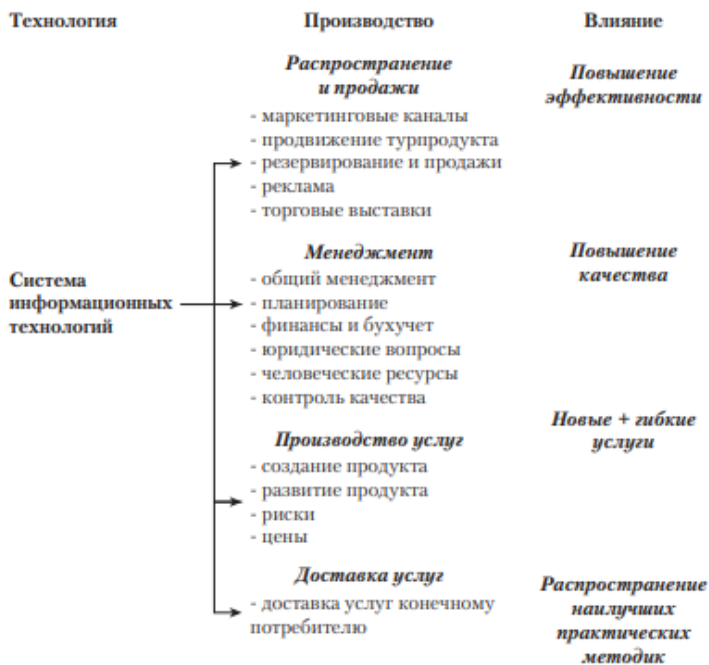 Технология
Производство
Влияние
Распространение
и продажи
- маркетинговые каналы
- продвижение турпродукта
- резервирование и продажи
- реклама
- торговые выставки
Повышение
эффективности
Система
информационных
технологий
Менеджмент
- общий менеджмент
- планирование
- финансы и бухучет
- юридические вопросы
- человеческие ресурсы
- контроль качества
Повышение
качества
Производство услуг
- создание продукта
- развитие продукта
- риски
- цены
Новые + гибкие
услуги
Доставка услуг
- доставка услуг конечному
потребителю
Распространение
наилучших
практических
методик